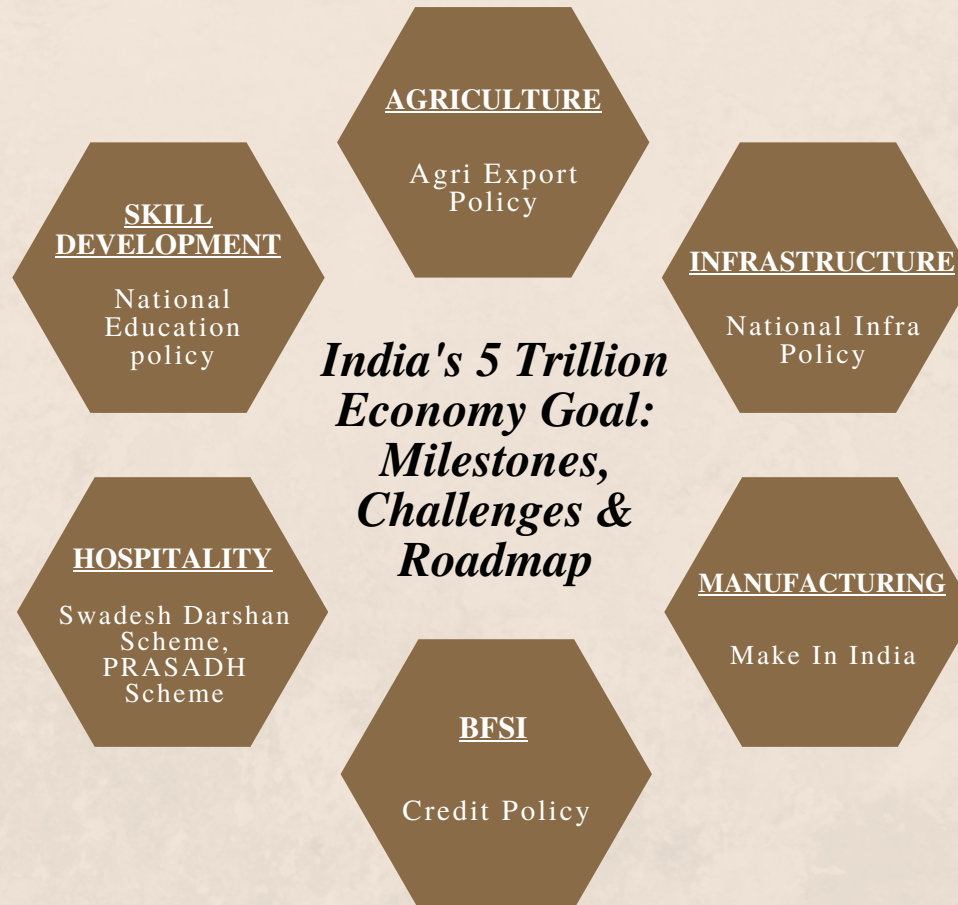 AGRICULTURE
Agri Export
Policy
SKILL
DEVELOPMENT
National
Education
policy
INFRASTRUCTURE
National Infra
Policy
India's 5 Trillion
Economy Goal:
Milestones,
Challenges &
Roadmap
HOSPITALITY
Swadesh Darshan
Scheme,
PRASADH
Scheme
MANUFACTURING
Make In India
BFSI
Credit Policy